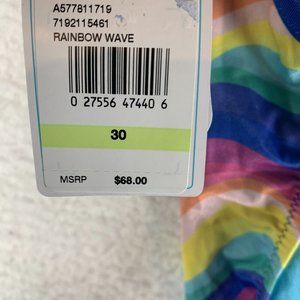 A577811719
7192115461
RAINBOW WAVE
0 27556 47440 6
30
MSRP $68.00